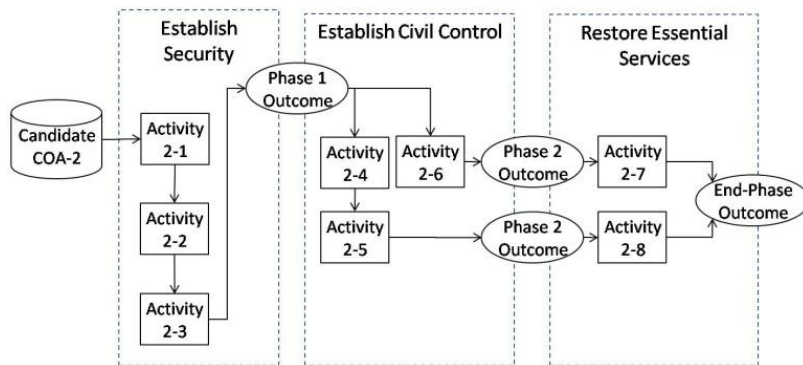 Establish
Security
Establish Civil Control
Restore Essential
Services
Phase 1
Outcome
Candidate
COA-2
Activity
2-1
Activity
2-4
Activity
2-6
Phase 2
Outcome
Activity
2-7
End-Phase
Outcome
Activity
2-2
Activity
2-5
Phase 2
Outcome
Activity
2-8
Activity
2-3